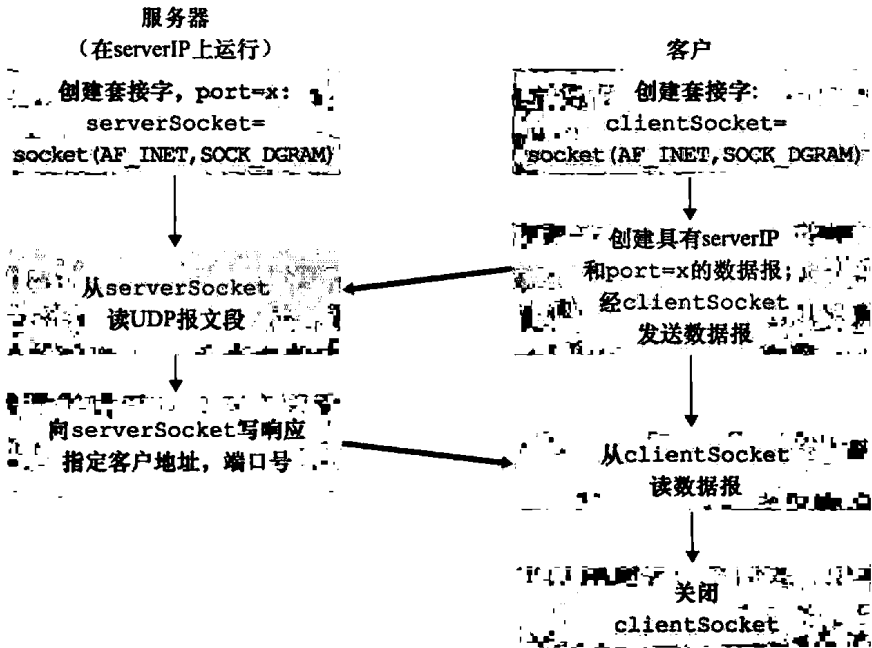 服务器
（在serverIP上运行）
创建套接字，port=x：
serverSocket=
socket(AF_INET,SOCK_DGRAM)
从serverSocket
读UDP报文段
向serverSocket写响应
指定客户地址，端口号
客户
创建套接字：
clientSocket=
socket(AF_INET,SOCK_DGRAM)
创建具有serverIP
和port=x的数据报；
经clientSocket
发送数据报
从clientSocket
读数据报
关闭
clientSocket